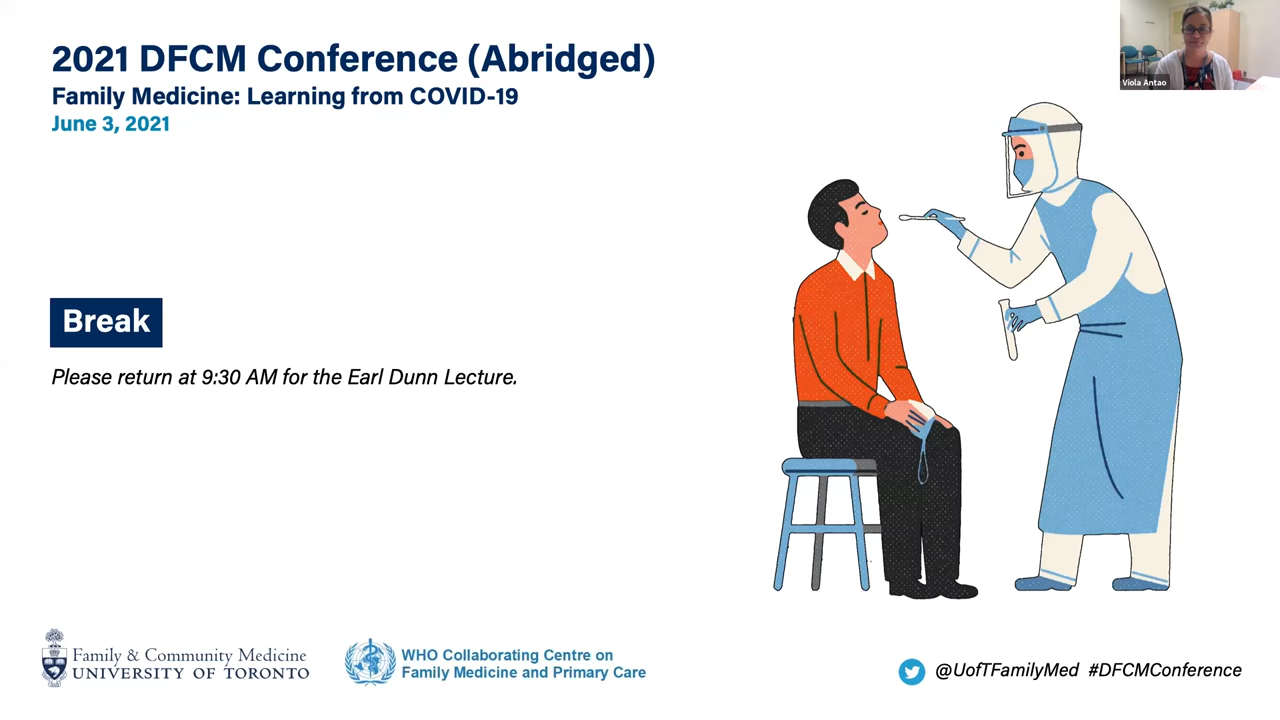 2021 DFCM Conference (Abridged)
Family Medicine: Learning from COVID-19
June 3, 2021
Viola Antao
Break
Please return at 9:30 AM for the Earl Dunn Lecture.
Family & Community Medicine
UNIVERSITY OF TORONTO
WHO Collaborating Centre on
Family Medicine and Primary Care
@UofTFamilyMed #DFCMConference